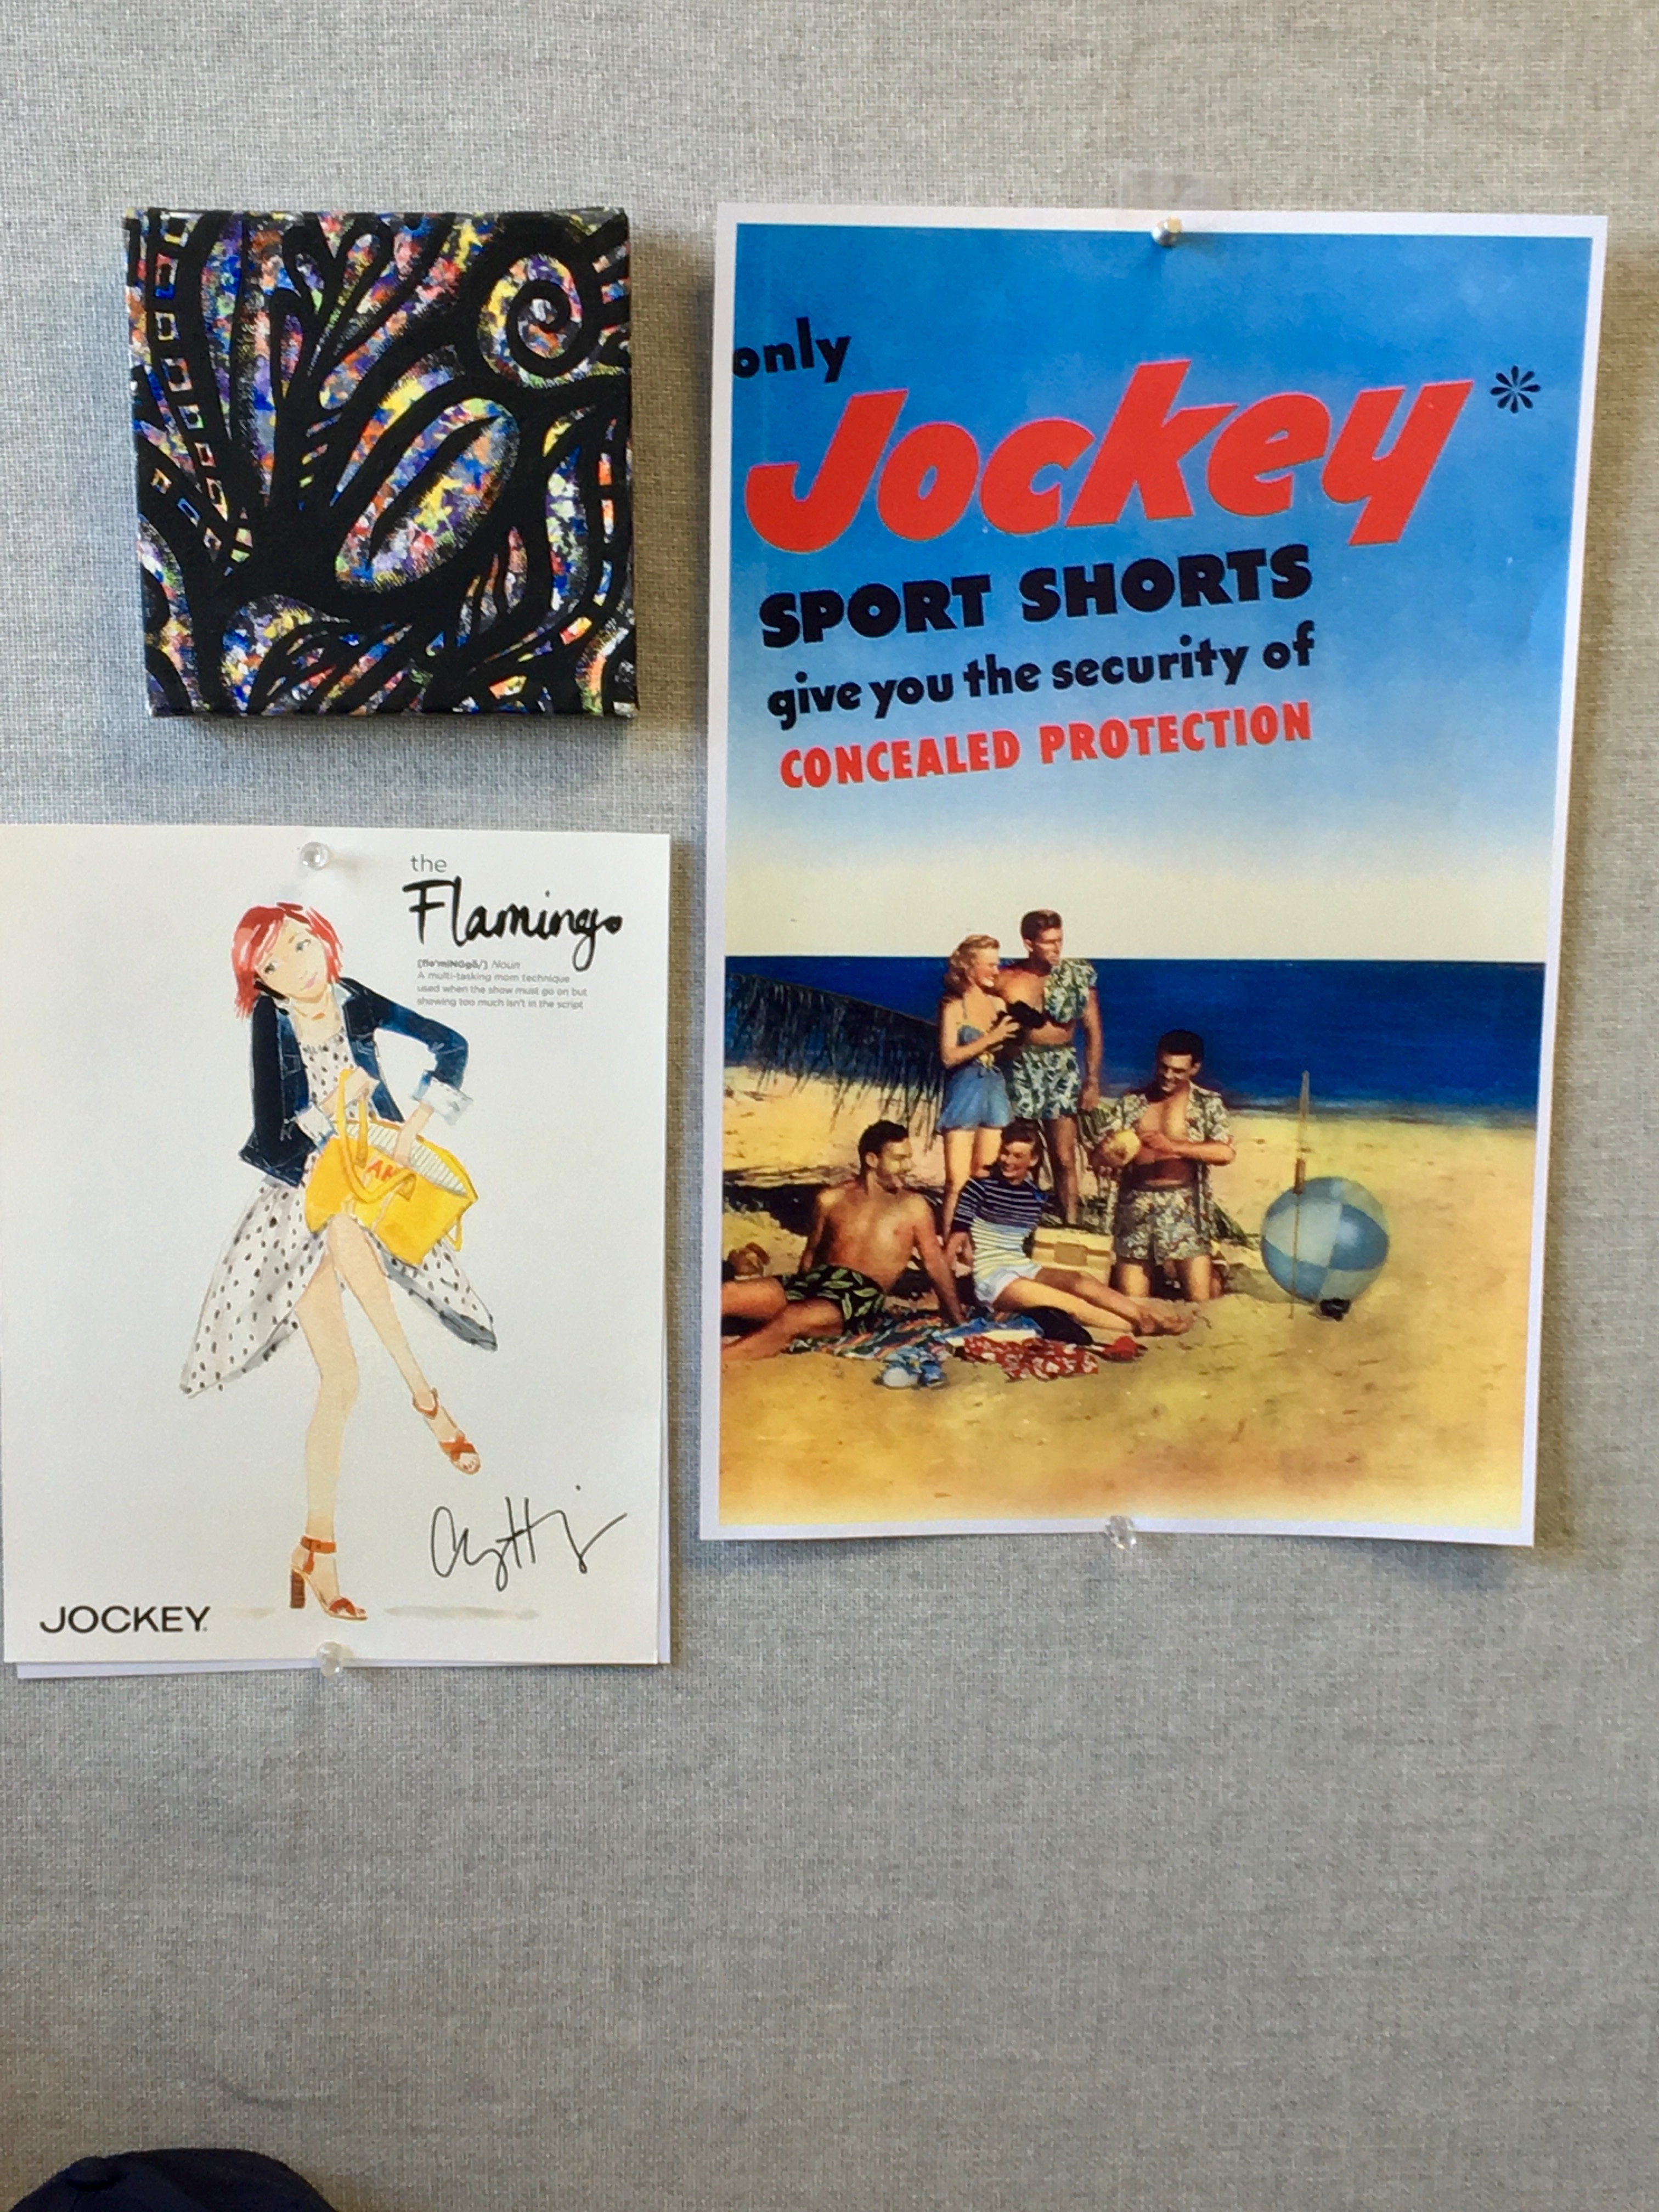 only
Jockey*
SPORT SHORTS
give you the security of
CONCEALED PROTECTION
the
Flamingo
Noun
A multi-tasking mom technique
used when the show must go on but
showing too much isn't in the script
JOCKEY